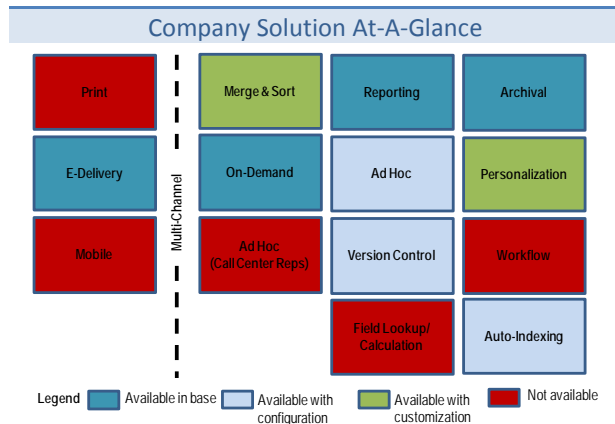 Company Solution At-A-Glance
Print
Merge & Sort
Reporting
Archival
E-Delivery
Multi-Channel
On-Demand
Ad Hoc
Personalization
Mobile
Ad Hoc
(Call Center Reps)
Version Control
Workflow
Field Lookup/
Calculation
Auto-Indexing
Legend
Available in base
Available with
configuration
Available with
customization
Not available